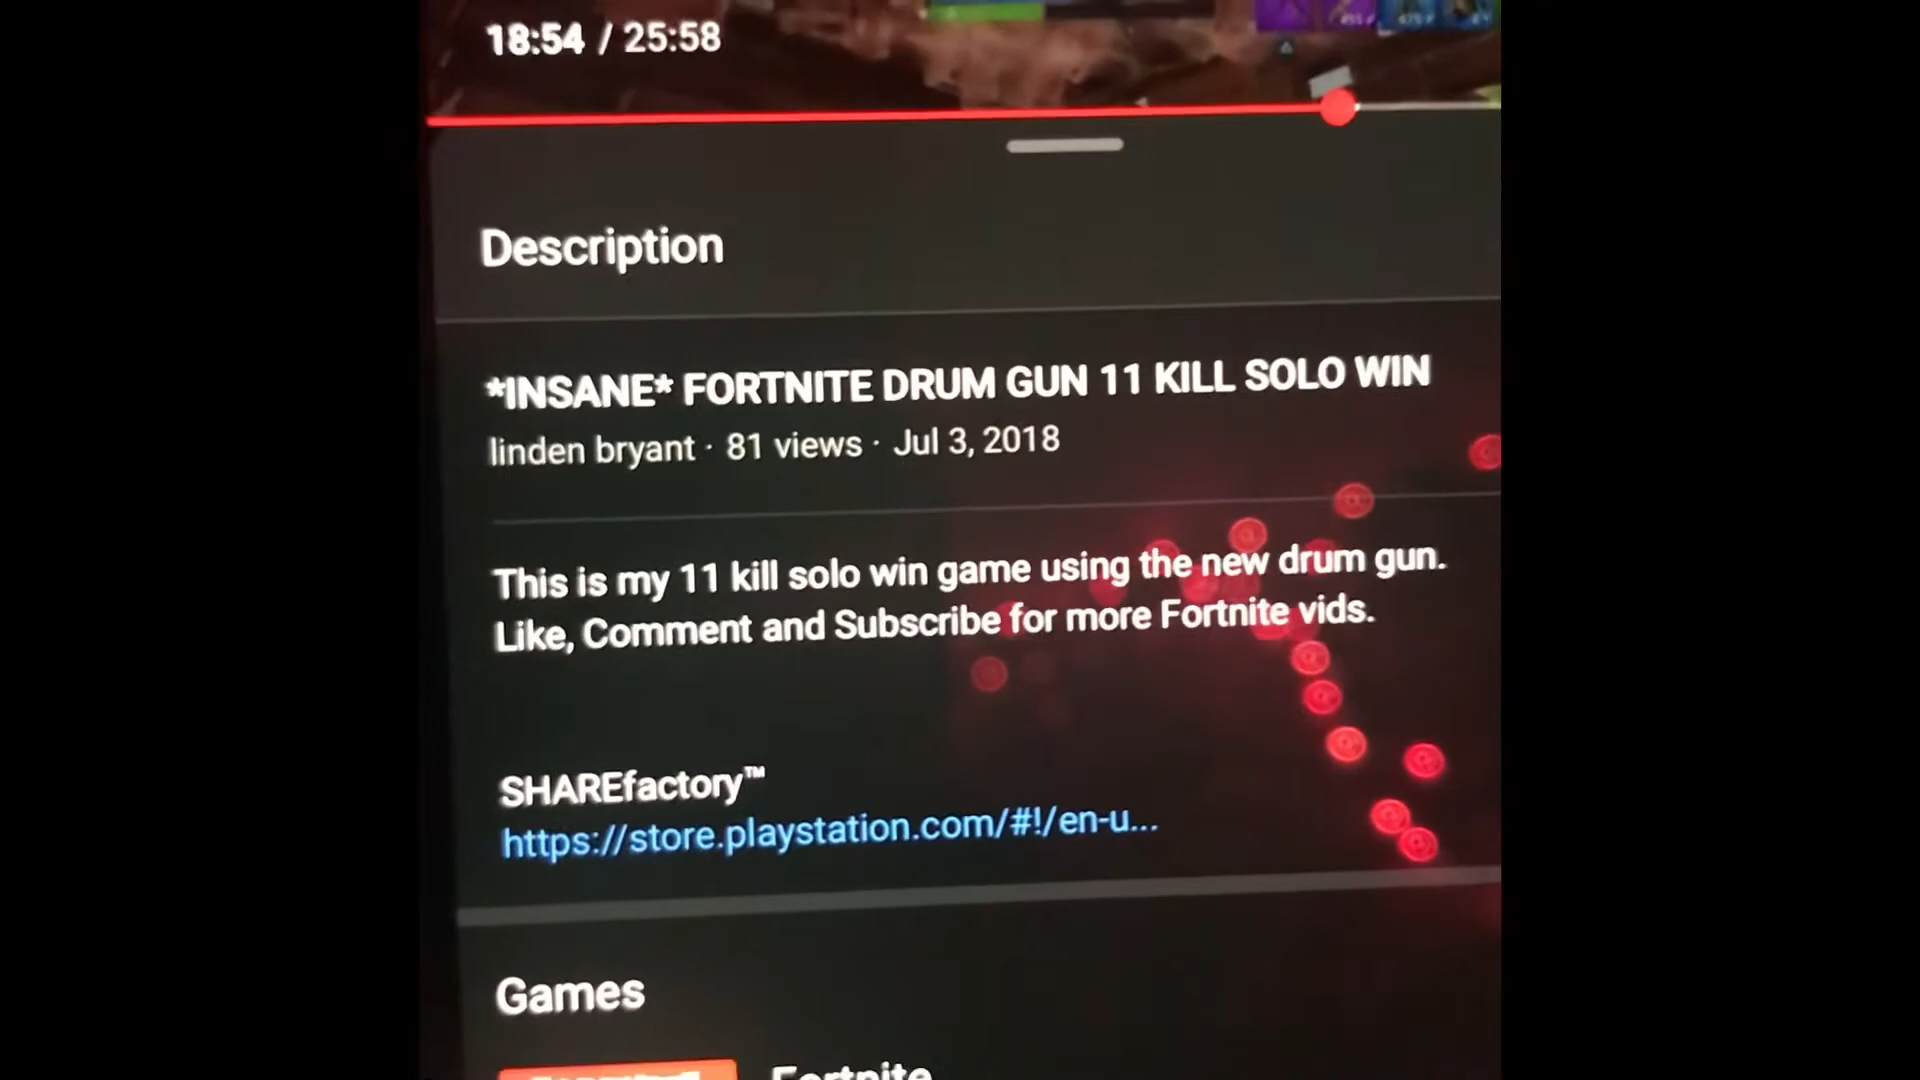 18:54 / 25:58
Description
*INSANE* FORTNITE DRUM GUN 11 KILL SOLO WIN
linden bryant · 81 views · Jul 3, 2018
This is my 11 kill solo win game using the new drum gun.
Like, Comment and Subscribe for more Fortnite vids.
SHAREfactory™
https://store.playstation.com/#!/en-u...
Games
Fortnite